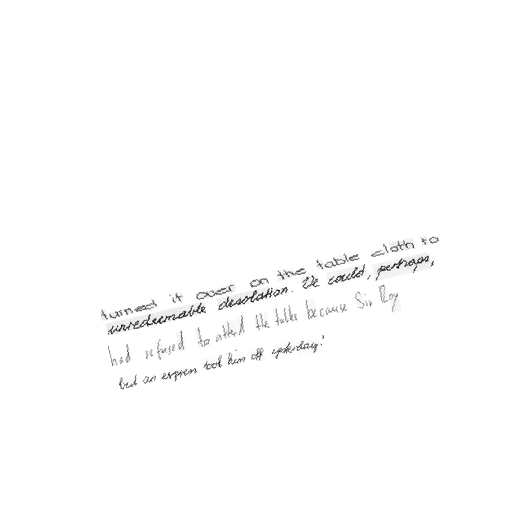 turned it over on the table cloth to
unredeemable desolation. We could, perhaps,
had refused to attend the talks because Sir Roy
but an express took him off yesterday!